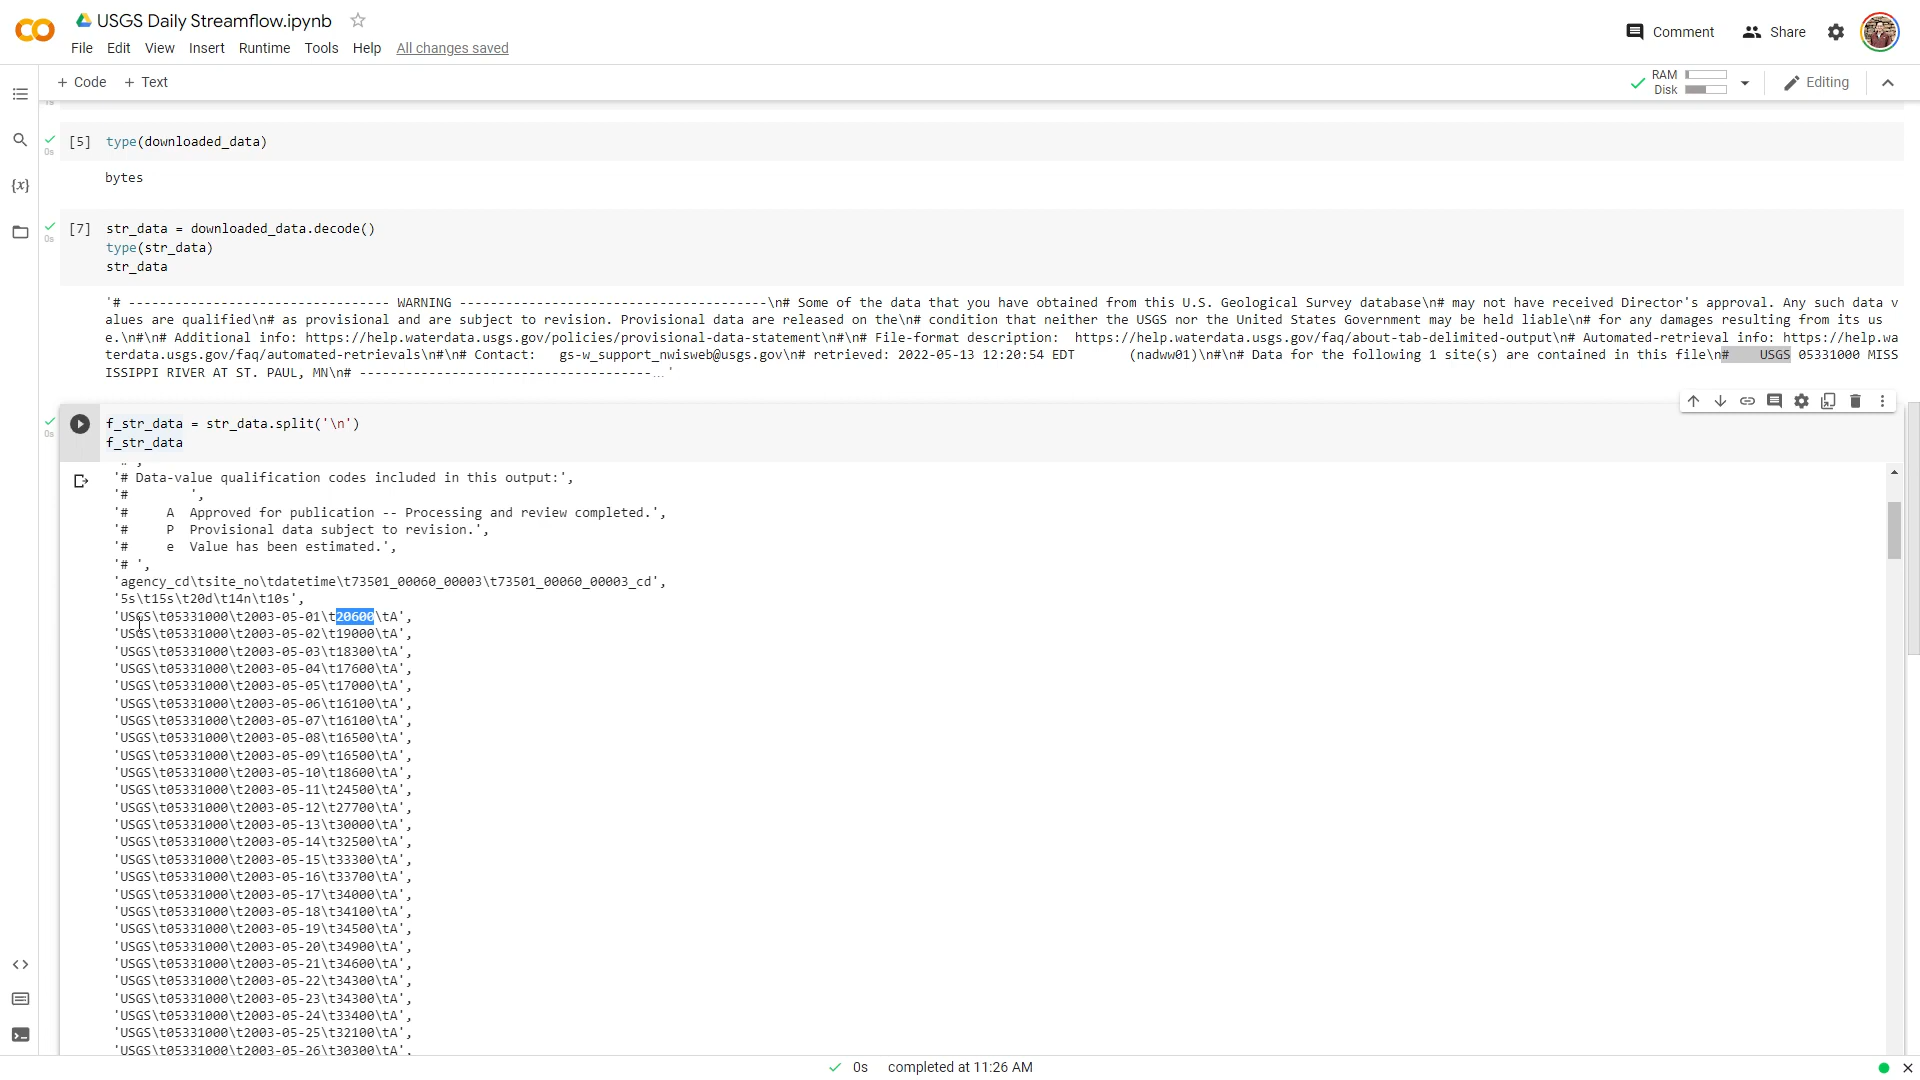 USGS Daily Streamflow.ipynb
File Edit View Insert Runtime Tools Help All changes saved
Comment Share
+ Code + Text
RAM
Disk
Editing
1s
[5] type(downloaded_data)
0s
bytes
[7] str_data = downloaded_data.decode()
0s
type(str_data)
str_data
'# ---------------------------------- WARNING ----------------------------------------\n# Some of the data that you have obtained from this U.S. Geological Survey database\n# may not have received Director's approval. Any such data v
alues are qualified\n# as provisional and are subject to revision. Provisional data are released on the\n# condition that neither the USGS nor the United States Government may be held liable\n# for any damages resulting from its us
e.\n#\n# Additional info: https://help.waterdata.usgs.gov/policies/provisional-data-statement\n#\n# File-format description:  https://help.waterdata.usgs.gov/faq/about-tab-delimited-output\n# Automated-retrieval info: https://help.wa
terdata.usgs.gov/faq/automated-retrievals\n#\n# Contact:   gs-w_support_nwisweb@usgs.gov\n# retrieved: 2022-05-13 12:20:54 EDT       (nadww01)\n#\n# Data for the following 1 site(s) are contained in this file\n#    USGS 05331000 MISS
ISSIPPI RIVER AT ST. PAUL, MN\n# --------------------------------------...'
f_str_data = str_data.split('\n')
0s
f_str_data
'# Data-value qualification codes included in this output:',
'#        ',
'#     A  Approved for publication -- Processing and review completed.',
'#     P  Provisional data subject to revision.',
'#     e  Value has been estimated.',
'# ',
'agency_cd\tsite_no\tdatetime\t73501_00060_00003\t73501_00060_00003_cd',
'5s\t15s\t20d\t14n\t10s',
'USGS\t05331000\t2003-05-01\t20600\tA',
'USGS\t05331000\t2003-05-02\t19000\tA',
'USGS\t05331000\t2003-05-03\t18300\tA',
'USGS\t05331000\t2003-05-04\t17600\tA',
'USGS\t05331000\t2003-05-05\t17000\tA',
'USGS\t05331000\t2003-05-06\t16100\tA',
'USGS\t05331000\t2003-05-07\t16100\tA',
'USGS\t05331000\t2003-05-08\t16500\tA',
'USGS\t05331000\t2003-05-09\t16500\tA',
'USGS\t05331000\t2003-05-10\t18600\tA',
'USGS\t05331000\t2003-05-11\t24500\tA',
'USGS\t05331000\t2003-05-12\t27700\tA',
'USGS\t05331000\t2003-05-13\t30000\tA',
'USGS\t05331000\t2003-05-14\t32500\tA',
'USGS\t05331000\t2003-05-15\t33300\tA',
'USGS\t05331000\t2003-05-16\t33700\tA',
'USGS\t05331000\t2003-05-17\t34000\tA',
'USGS\t05331000\t2003-05-18\t34100\tA',
'USGS\t05331000\t2003-05-19\t34500\tA',
'USGS\t05331000\t2003-05-20\t34900\tA',
'USGS\t05331000\t2003-05-21\t34600\tA',
'USGS\t05331000\t2003-05-22\t34300\tA',
'USGS\t05331000\t2003-05-23\t34300\tA',
'USGS\t05331000\t2003-05-24\t33400\tA',
'USGS\t05331000\t2003-05-25\t32100\tA',
'USGS\t05331000\t2003-05-26\t30300\tA',
0s completed at 11:26 AM